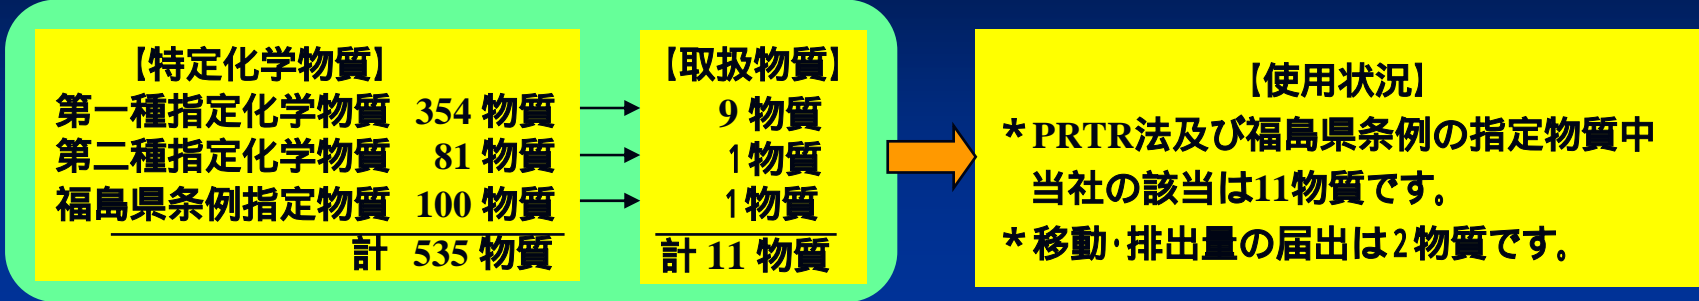 【特定化学物質】
第一種指定化学物質 354 物質
第二種指定化学物質 81 物質
福島県条例指定物質 100 物質
計 535 物質
【取扱物質】
9 物質
1物質
1物質
計 11 物質
【使用状況】
*PRTR法及び福島県条例の指定物質中
当社の該当は11物質です。
*移動・排出量の届出は2物質です。